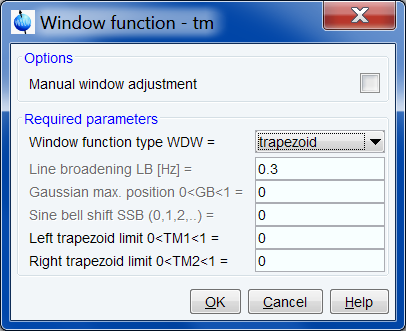 Window function - tm
Options
Manual window adjustment
Required parameters
Window function type WDW = trapezoid
Line broadening LB [Hz] = 0.3
Gaussian max. position 0<GB<1 = 0
Sine bell shift SSB (0,1,2,..) = 0
Left trapezoid limit 0<TM1<1 = 0
Right trapezoid limit 0<TM2<1 = 0
OK Cancel Help